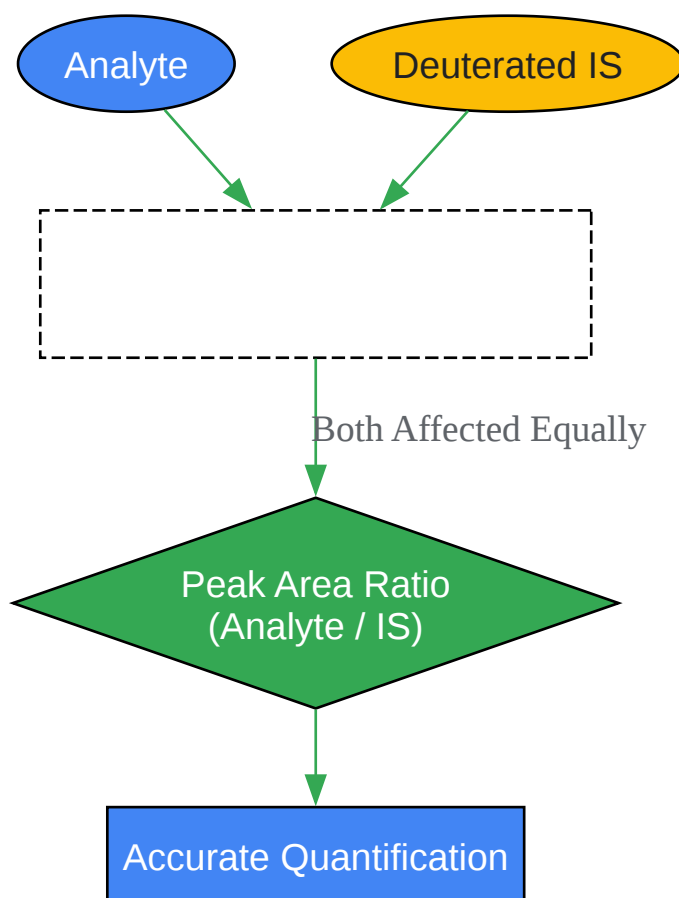 Analyte
Deuterated IS
Both Affected Equally
Peak Area Ratio
(Analyte / IS)
Accurate Quantification